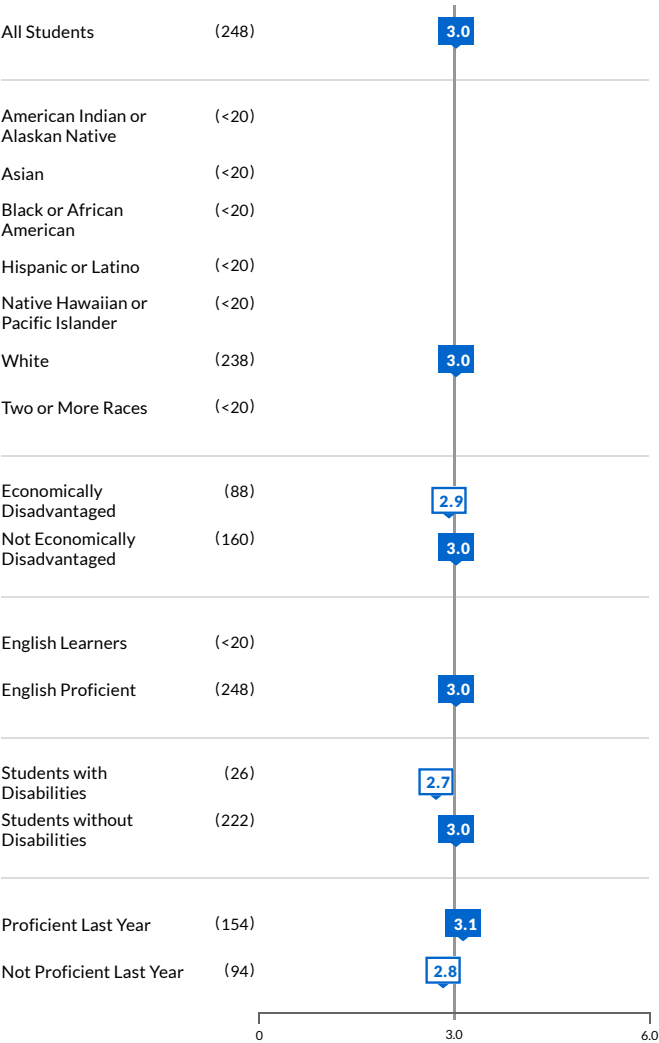 All Students (248) 3.0
American Indian or (<20)
Alaskan Native
Asian (<20)
Black or African (<20)
American
Hispanic or Latino (<20)
Native Hawaiian or (<20)
Pacific Islander
White (238) 3.0
Two or More Races (<20)
Economically (88) 2.9
Disadvantaged
Not Economically (160) 3.0
Disadvantaged
English Learners (<20)
English Proficient (248) 3.0
Students with (26) 2.7
Disabilities
Students without (222) 3.0
Disabilities
Proficient Last Year (154) 3.1
Not Proficient Last Year (94) 2.8
0 3.0 6.0